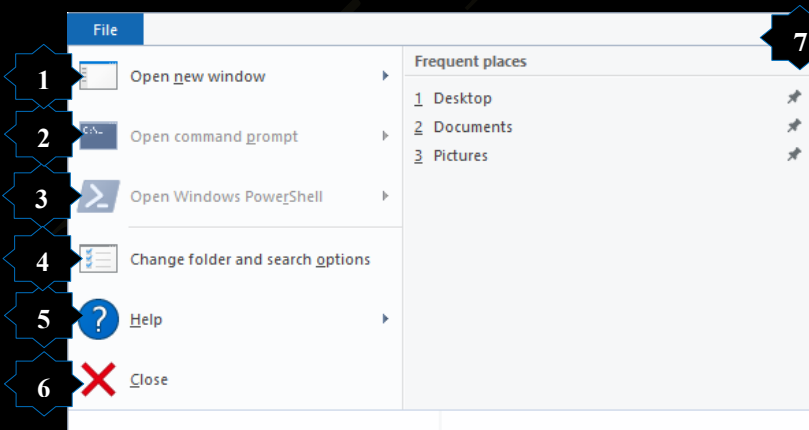 File
7
1
Open new window
2
Open command prompt
3
Open Windows PowerShell
4
Change folder and search options
5
Help
6
Close
Frequent places
1 Desktop
2 Documents
3 Pictures